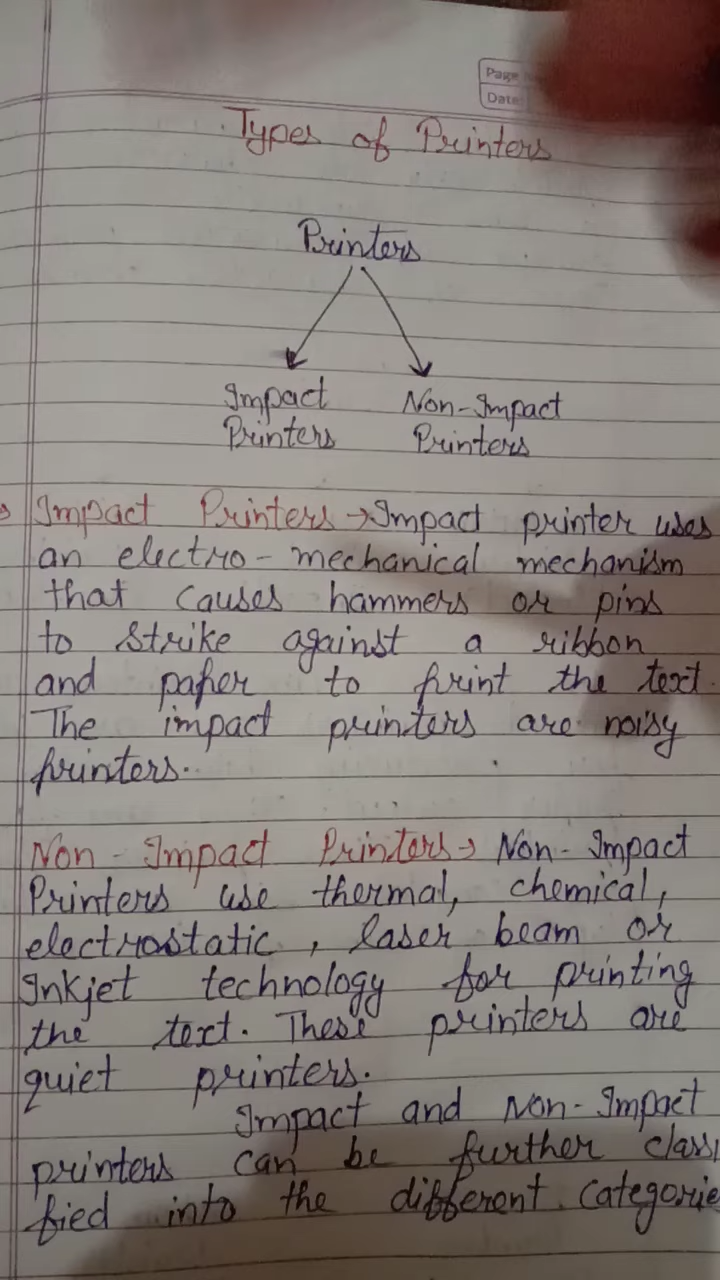 Page
Date:
Types of Printers
Printers
Impact Non-Impact
Printers Printers
Impact Printers → Impact printer uses
an electro-mechanical mechanism
that causes hammers or pins
to strike against a ribbon
and paper to print the text.
The impact printers are noisy
printers.
Non-Impact Printers → Non-Impact
Printers use thermal, chemical,
electrostatic, laser beam or
Inkjet technology for printing
the text. These printers are
quiet printers.
Impact and Non-Impact
printers can be further classi
fied into the different categorie